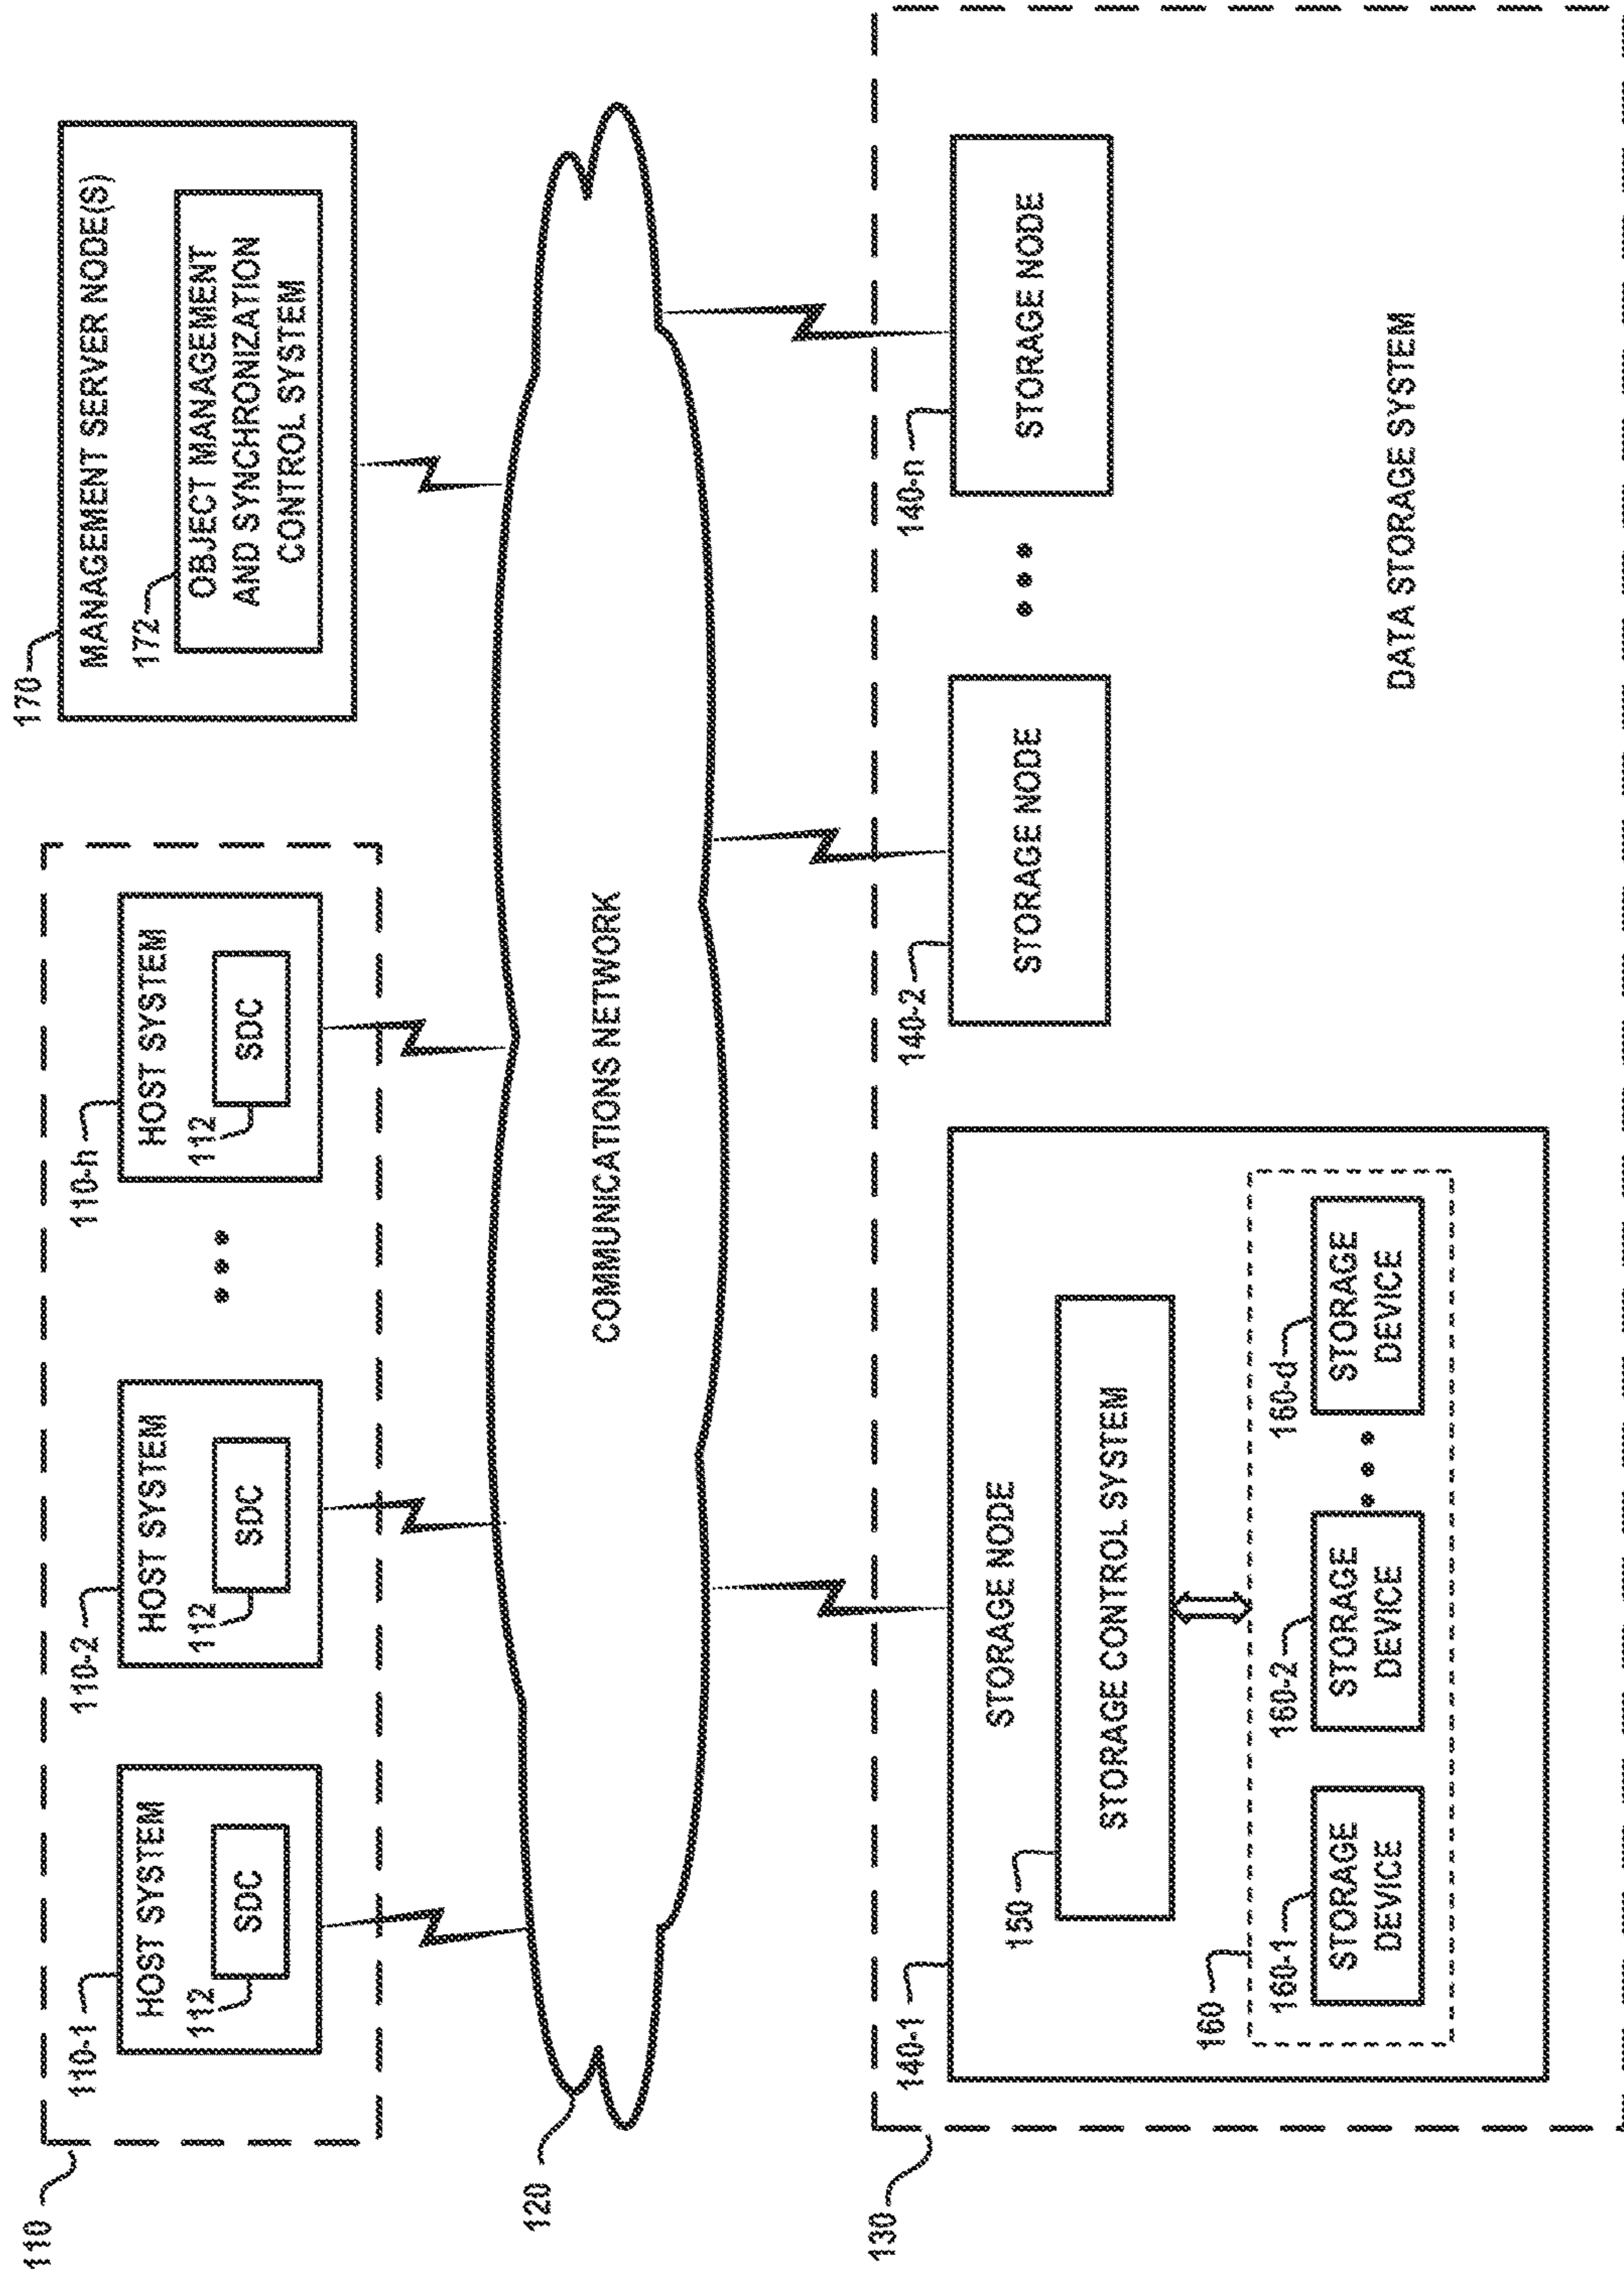 110
110-1
HOST SYSTEM
112
SDC
110-2
HOST SYSTEM
112
SDC
110-h
HOST SYSTEM
112
SDC
170
MANAGEMENT SERVER NODE(S)
172
OBJECT MANAGEMENT
AND SYNCHRONIZATION
CONTROL SYSTEM
120
COMMUNICATIONS NETWORK
130
140-1
STORAGE NODE
150
STORAGE CONTROL SYSTEM
160
160-1
STORAGE
DEVICE
160-2
STORAGE
DEVICE
160-d
STORAGE
DEVICE
140-2
STORAGE NODE
140-n
STORAGE NODE
DATA STORAGE SYSTEM